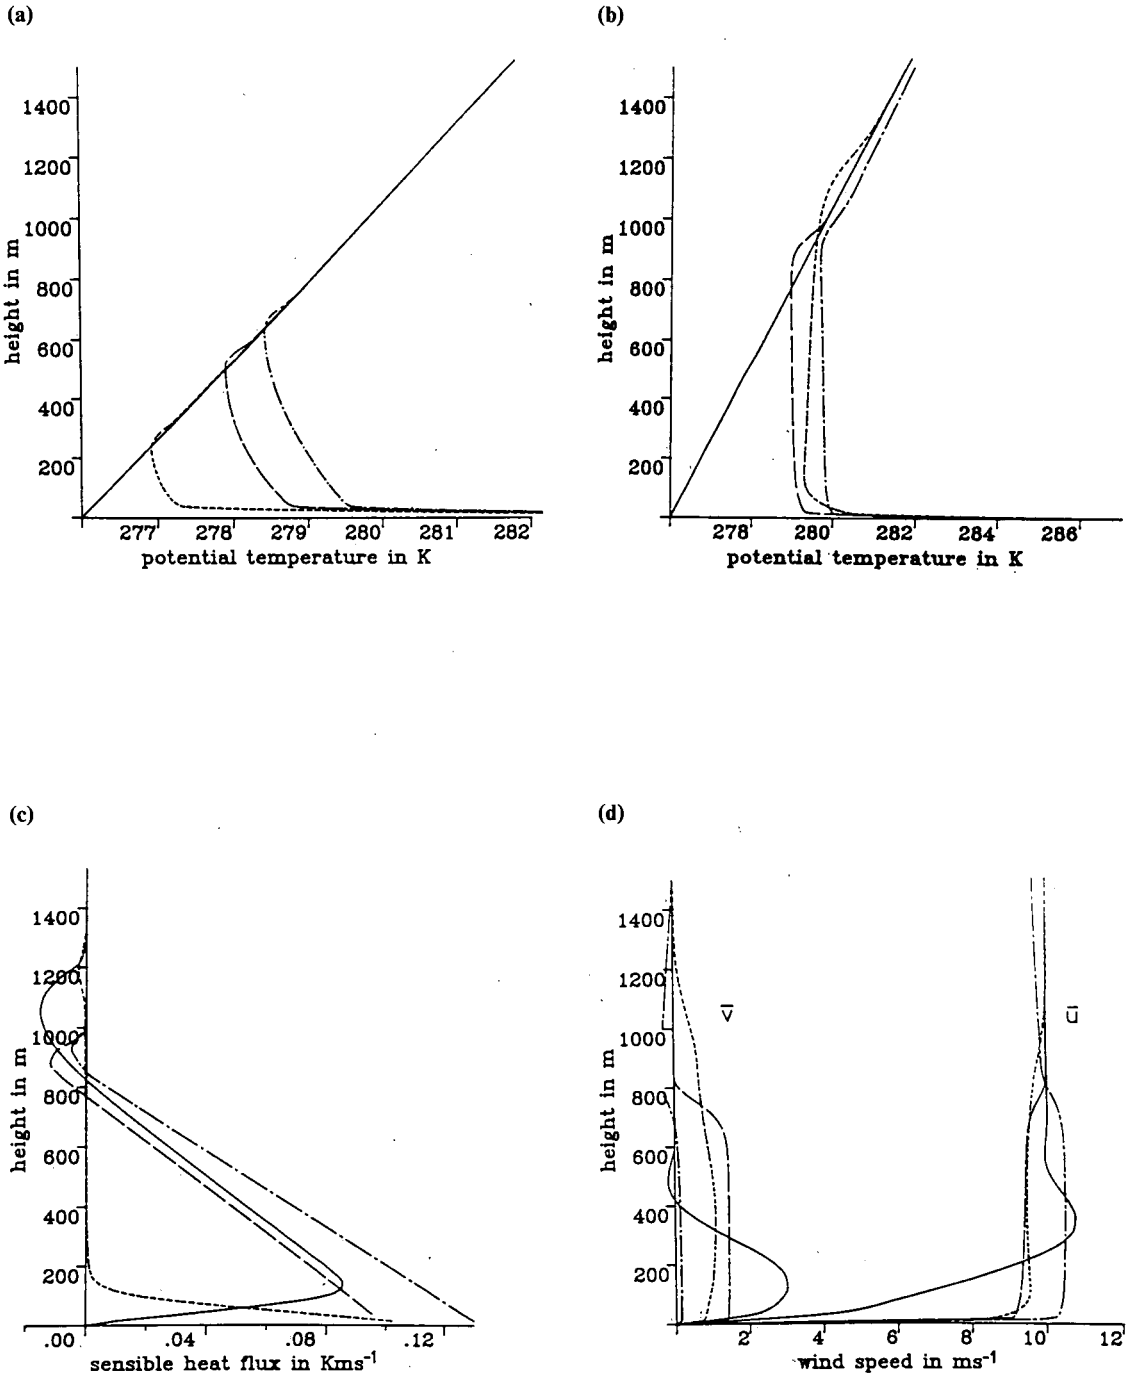 (a)
1400
1200
1000
800
600
400
200
height in m
277 278 279 280 281 282
potential temperature in K
(b)
1400
1200
1000
800
600
400
200
height in m
278 280 282 284 286
potential temperature in K
(c)
1400
1200
1000
800
600
400
200
height in m
.00 .04 .08 .12
sensible heat flux in Kms⁻¹
(d)
1400
1200
1000
800
600
400
200
height in m
v̅
u̅
2 4 6 8 10 12
wind speed in ms⁻¹